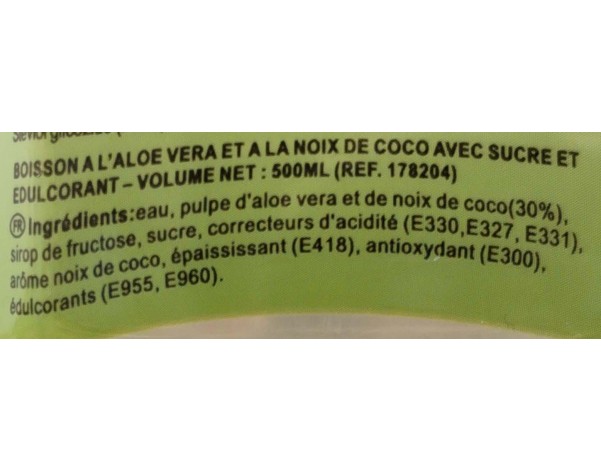 BOISSON A L'ALOE VERA ET A LA NOIX DE COCO AVEC SUCRE ET
EDULCORANT – VOLUME NET : 500ML (REF. 178204)
FR Ingrédients:eau, pulpe d'aloe vera et de noix de coco(30%),
sirop de fructose, sucre, correcteurs d'acidité (E330,E327, E331),
arôme noix de coco, épaississant (E418), antioxydant (E300),
édulcorants (E955, E960).